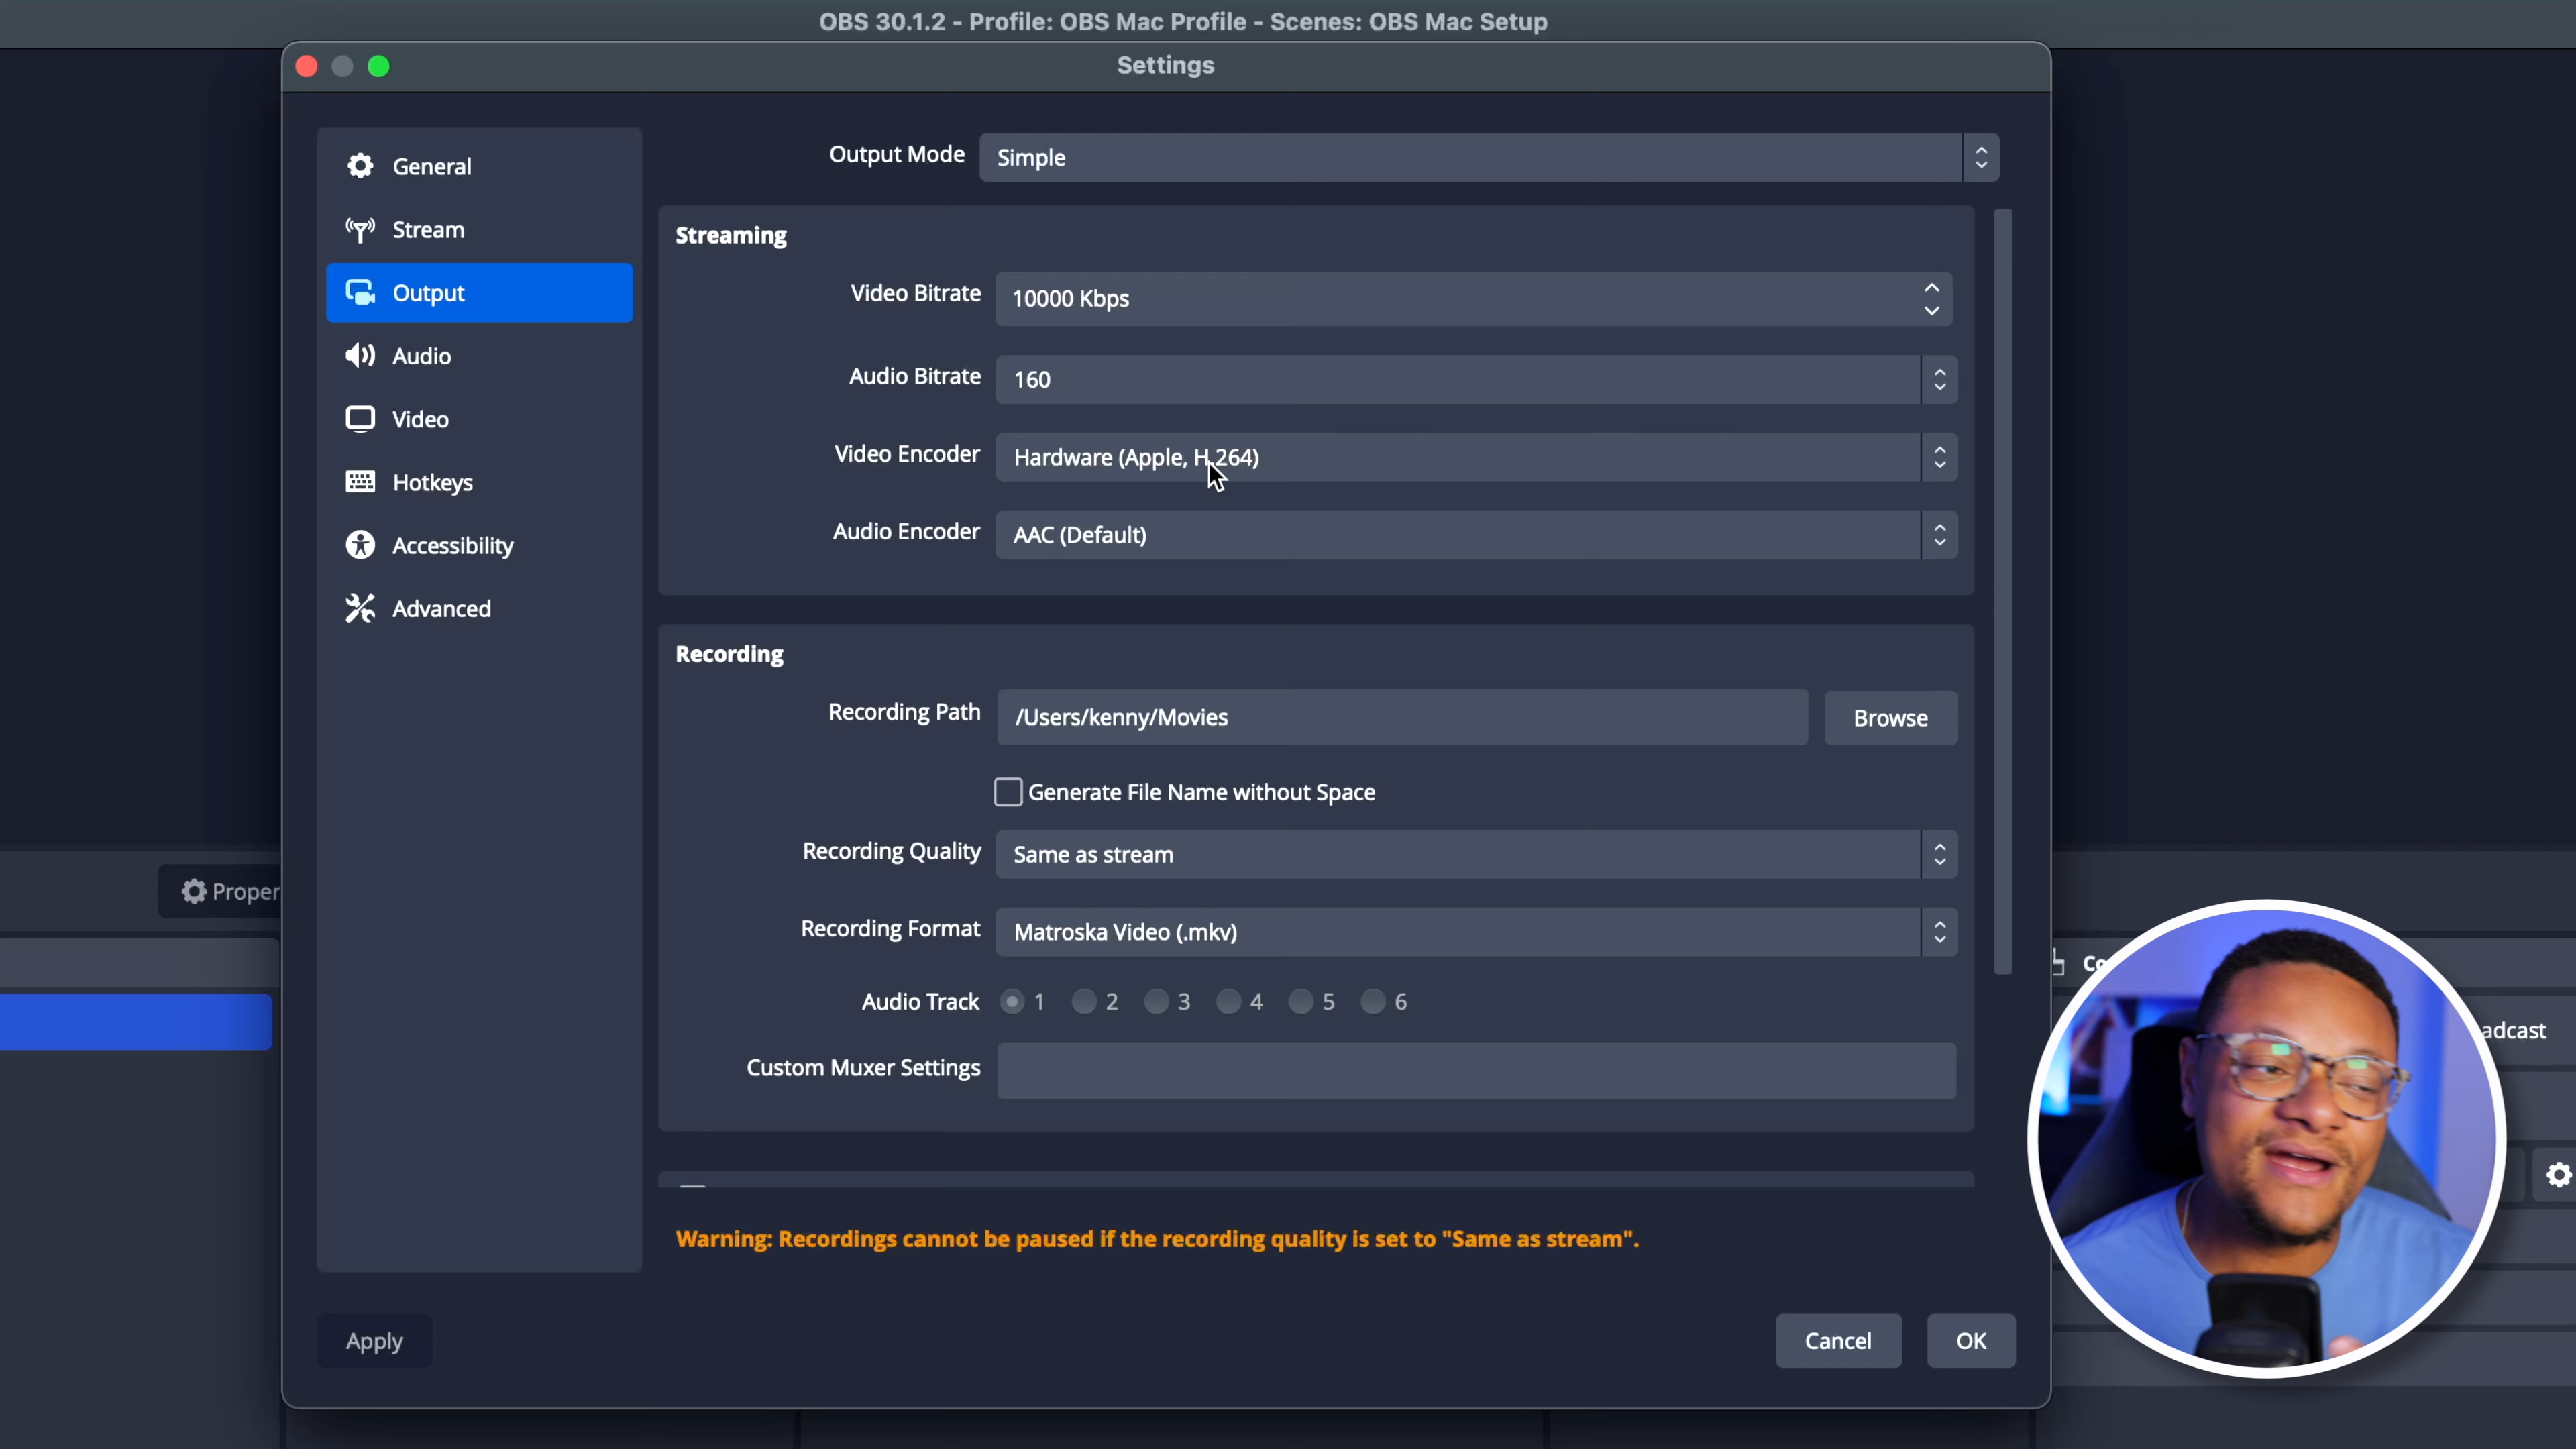 OBS 30.1.2 - Profile: OBS Mac Profile - Scenes: OBS Mac Setup
Settings
General
Stream
Output
Audio
Video
Hotkeys
Accessibility
Advanced
Output Mode Simple
Streaming
Video Bitrate 10000 Kbps
Audio Bitrate 160
Video Encoder Hardware (Apple, H.264)
Audio Encoder AAC (Default)
Recording
Recording Path /Users/kenny/Movies Browse
Generate File Name without Space
Recording Quality Same as stream
Recording Format Matroska Video (.mkv)
Audio Track 1 2 3 4 5 6
Custom Muxer Settings
Warning: Recordings cannot be paused if the recording quality is set to "Same as stream".
Apply
Cancel
OK
Proper
Co
adcast